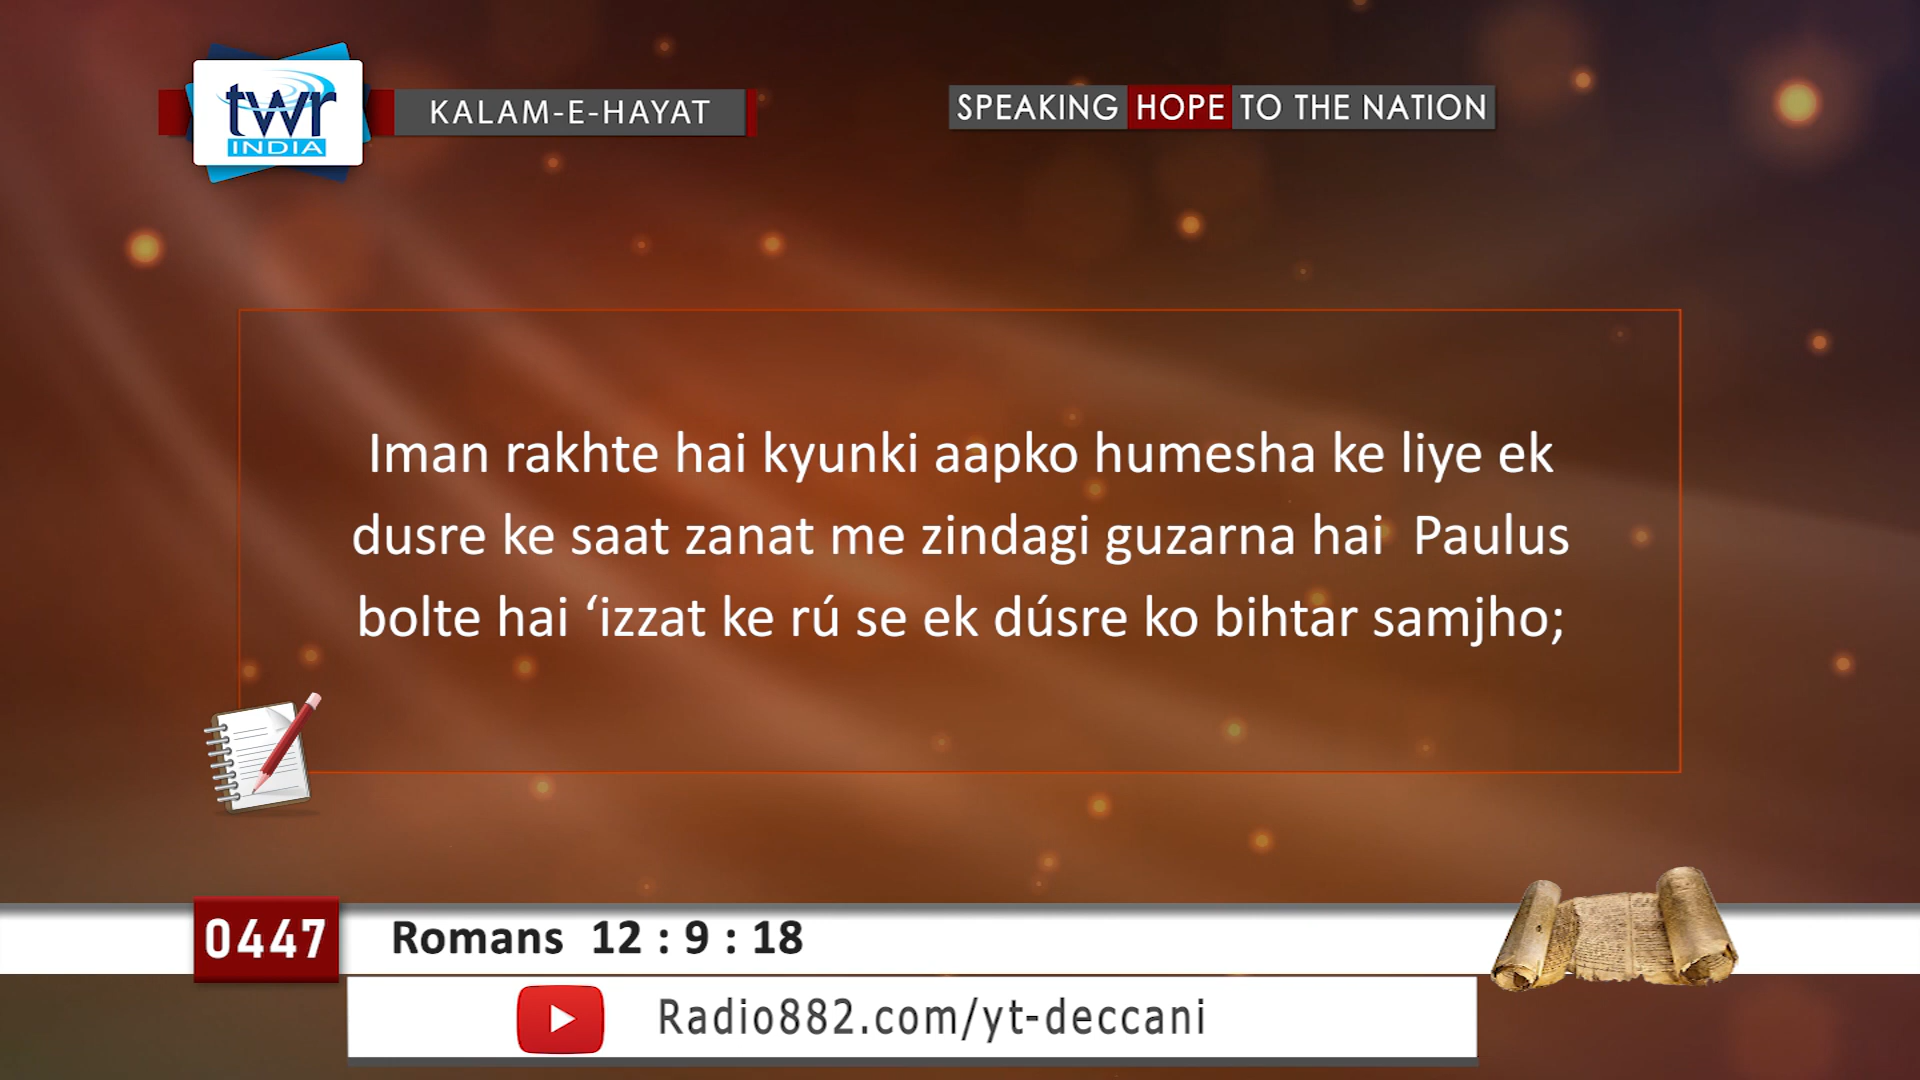 twr
INDIA
KALAM-E-HAYAT
SPEAKING HOPE TO THE NATION
Iman rakhte hai kyunki aapko humesha ke liye ek
dusre ke saat zanat me zindagi guzarna hai  Paulus
bolte hai ‘izzat ke rú se ek dúsre ko bihtar samjho;
0447
Romans  12 : 9 : 18
Radio882.com/yt-deccani